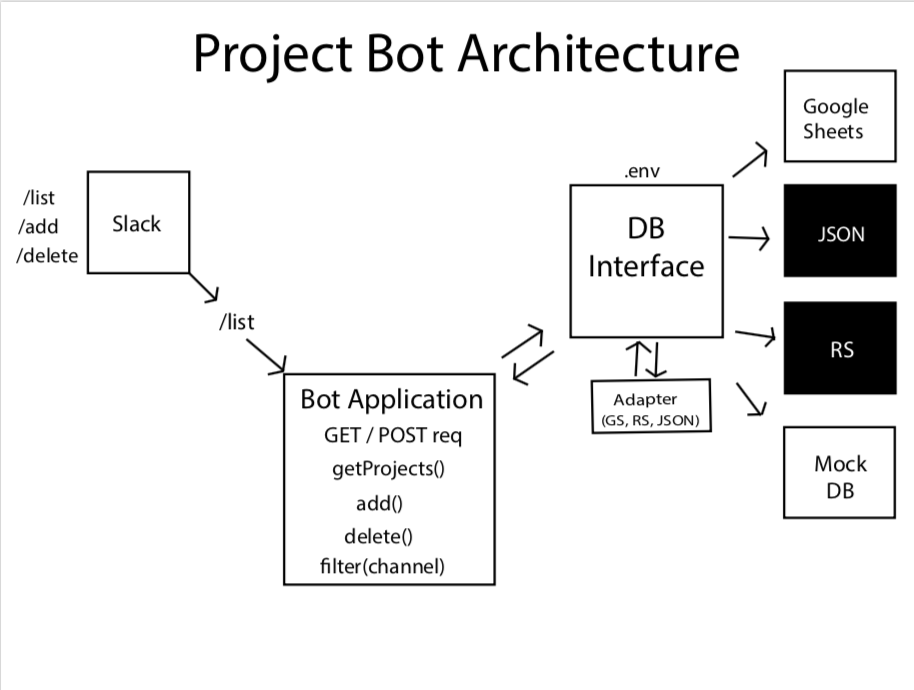 Project Bot Architecture
/list
/add
/delete
Slack
/list
Bot Application
GET / POST req
getProjects()
add()
delete()
filter(channel)
.env
DB
Interface
Adapter
(GS, RS, JSON)
Google
Sheets
JSON
RS
Mock
DB